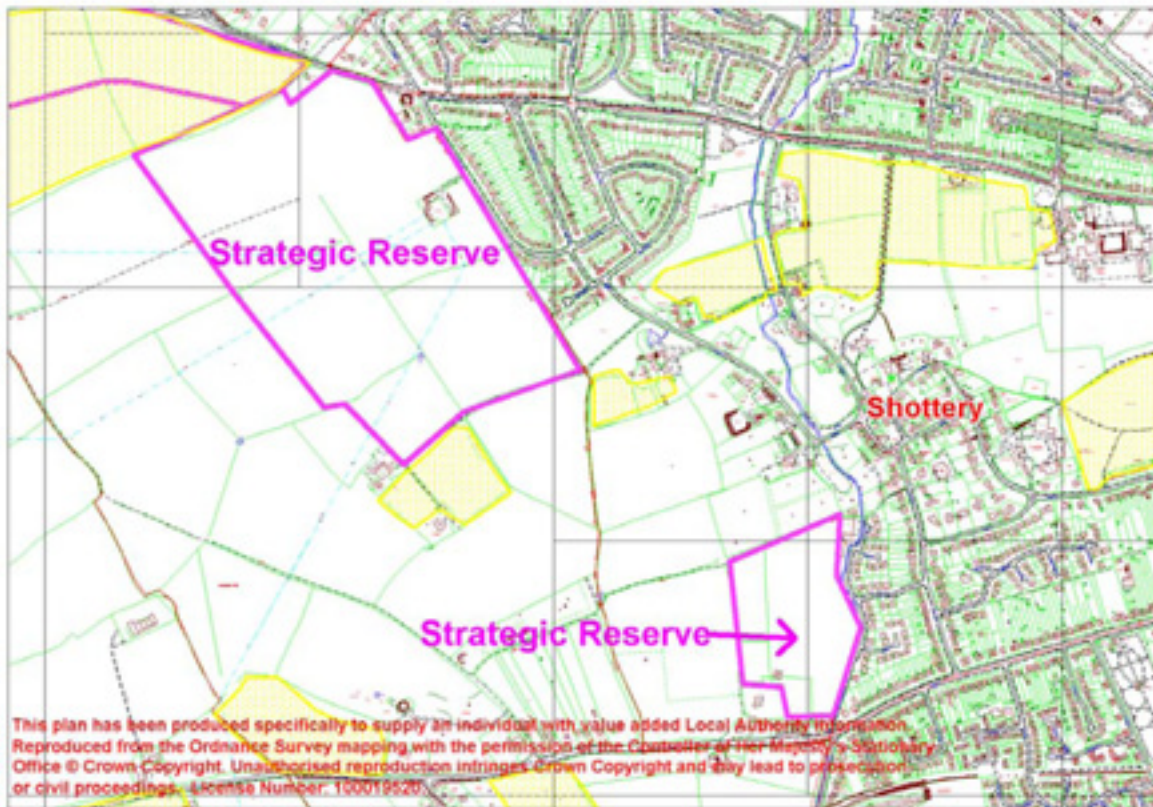 Strategic Reserve
Shottery
Strategic Reserve
This plan has been produced specifically to supply an individual with value added Local Authority information.
Reproduced from the Ordnance Survey mapping with the permission of the Controller of Her Majesty's Stationary
Office © Crown Copyright. Unauthorised reproduction infringes Crown Copyright and may lead to prosecution
or civil proceedings. License Number: 100019520